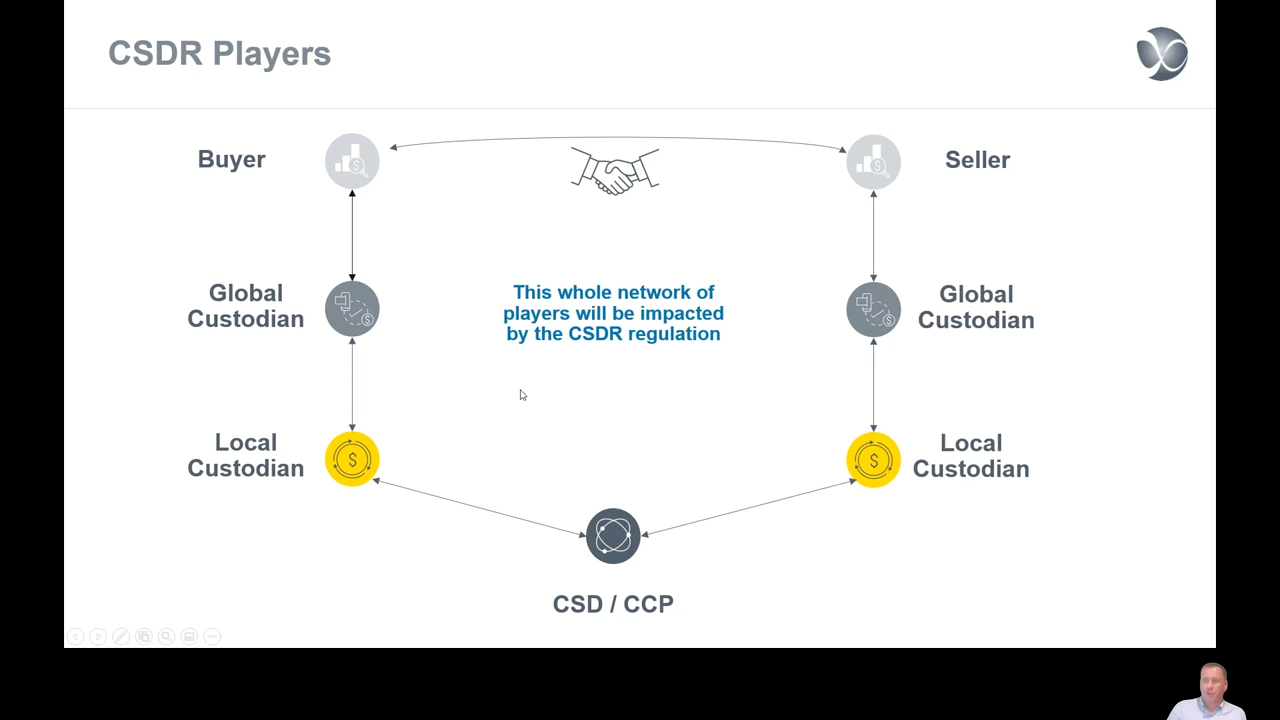 CSDR Players
Buyer
Seller
Global
Custodian
This whole network of
players will be impacted
by the CSDR regulation
Global
Custodian
Local
Custodian
Local
Custodian
CSD / CCP